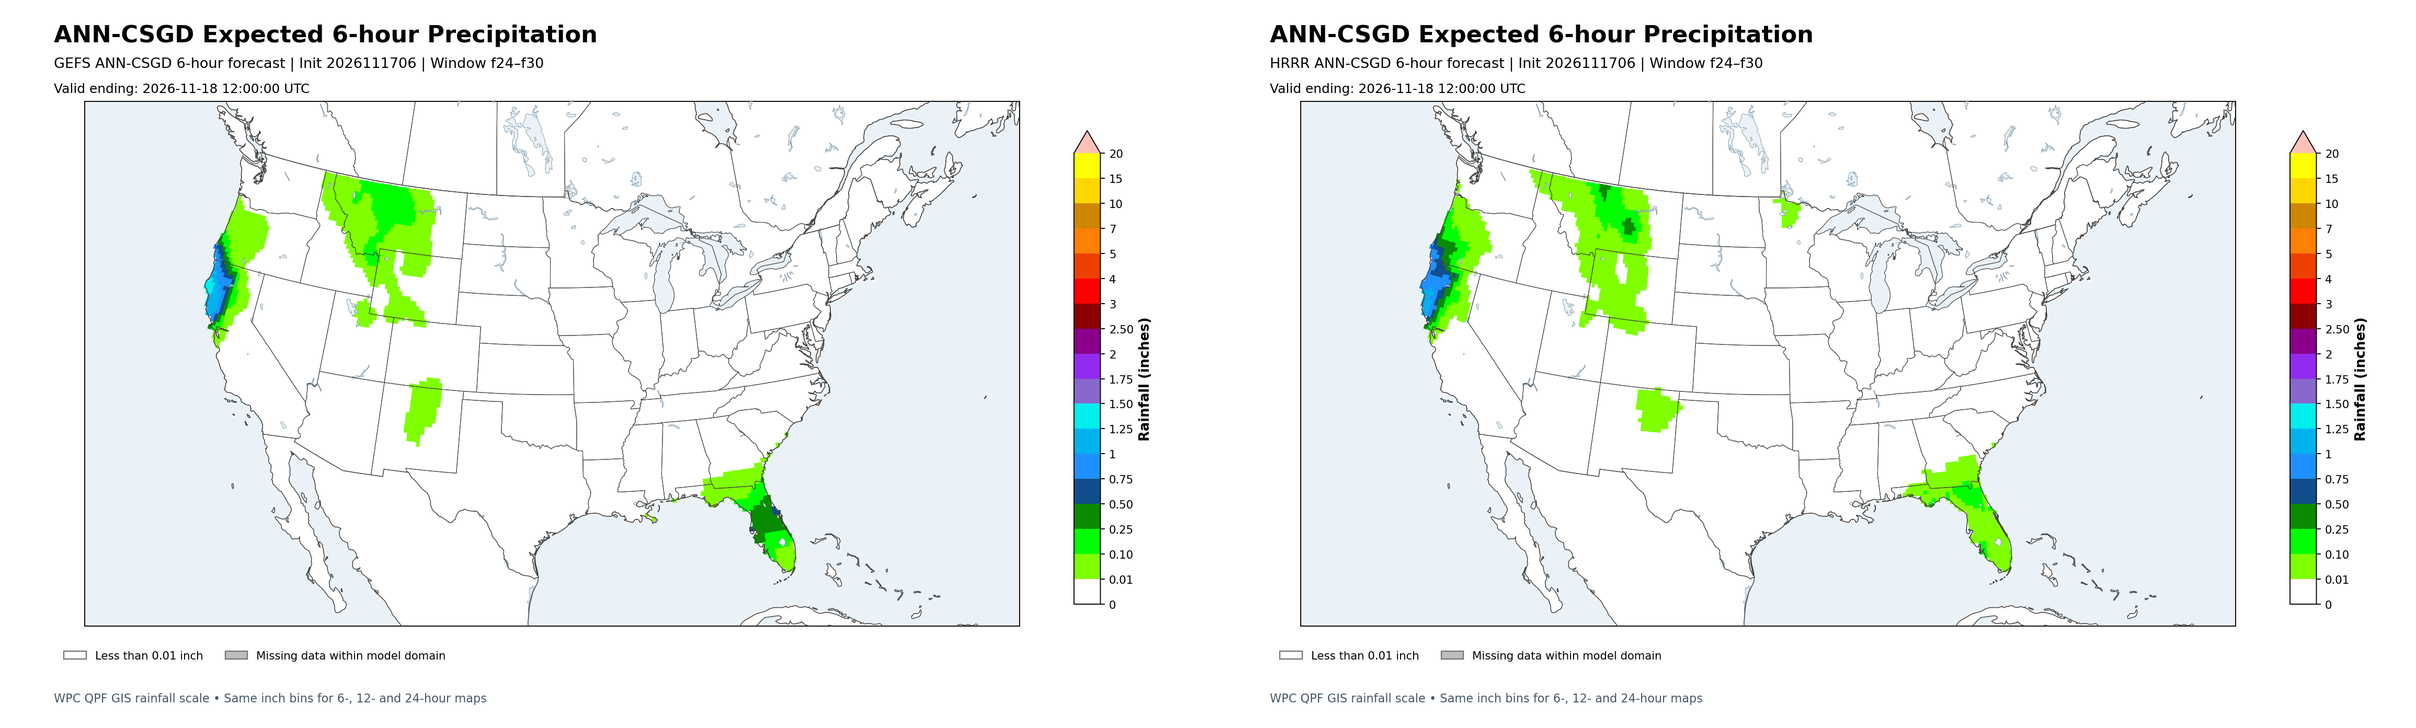 ANN-CSGD Expected 6-hour Precipitation
GEFS ANN-CSGD 6-hour forecast | Init 2026111706 | Window f24–f30
Valid ending: 2026-11-18 12:00:00 UTC
20
15
10
7
5
4
3
2.50
2
1.75
1.50
1.25
1
0.75
0.50
0.25
0.10
0.01
0
Rainfall (inches)
Less than 0.01 inch
Missing data within model domain
WPC QPF GIS rainfall scale • Same inch bins for 6-, 12- and 24-hour maps
ANN-CSGD Expected 6-hour Precipitation
HRRR ANN-CSGD 6-hour forecast | Init 2026111706 | Window f24–f30
Valid ending: 2026-11-18 12:00:00 UTC
20
15
10
7
5
4
3
2.50
2
1.75
1.50
1.25
1
0.75
0.50
0.25
0.10
0.01
0
Rainfall (inches)
Less than 0.01 inch
Missing data within model domain
WPC QPF GIS rainfall scale • Same inch bins for 6-, 12- and 24-hour maps